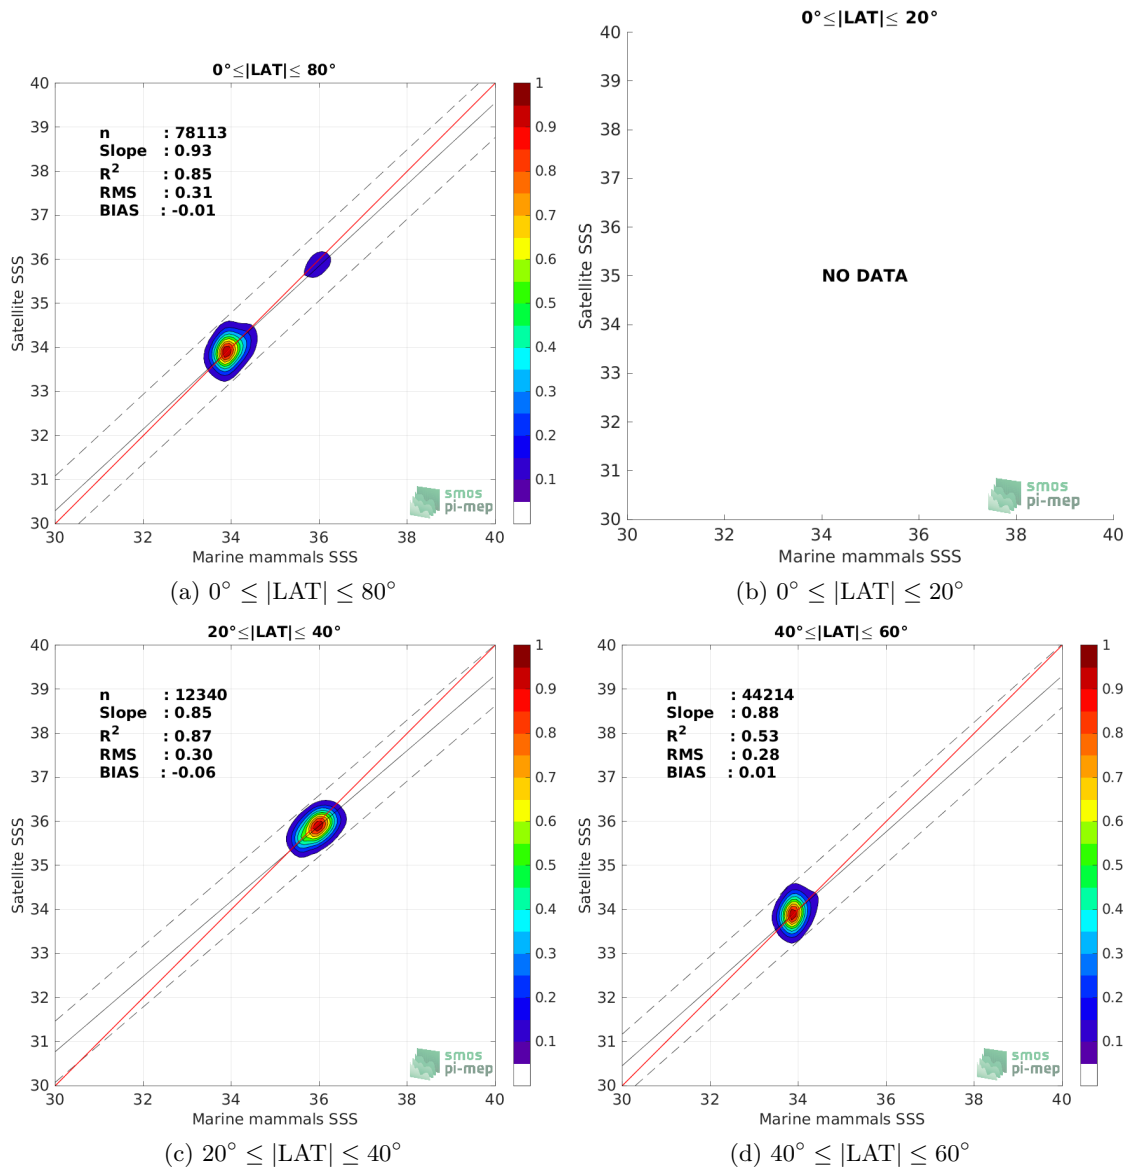 0°≤|LAT|≤ 80°
40
39
38
37
36
35
34
33
32
31
30
Satellite SSS
n : 78113
Slope : 0.93
R² : 0.85
RMS : 0.31
BIAS : -0.01
smos
pi-mep
30 32 34 36 38 40
Marine mammals SSS
1
0.9
0.8
0.7
0.6
0.5
0.4
0.3
0.2
0.1
(a) 0° ≤ |LAT| ≤ 80°
0°≤|LAT|≤ 20°
40
39
38
37
36
35
34
33
32
31
30
Satellite SSS
NO DATA
smos
pi-mep
30 32 34 36 38 40
Marine mammals SSS
(b) 0° ≤ |LAT| ≤ 20°
20°≤|LAT|≤ 40°
40
39
38
37
36
35
34
33
32
31
30
Satellite SSS
n : 12340
Slope : 0.85
R² : 0.87
RMS : 0.30
BIAS : -0.06
smos
pi-mep
30 32 34 36 38 40
Marine mammals SSS
1
0.9
0.8
0.7
0.6
0.5
0.4
0.3
0.2
0.1
(c) 20° ≤ |LAT| ≤ 40°
40°≤|LAT|≤ 60°
40
39
38
37
36
35
34
33
32
31
30
Satellite SSS
n : 44214
Slope : 0.88
R² : 0.53
RMS : 0.28
BIAS : 0.01
smos
pi-mep
30 32 34 36 38 40
Marine mammals SSS
1
0.9
0.8
0.7
0.6
0.5
0.4
0.3
0.2
0.1
(d) 40° ≤ |LAT| ≤ 60°